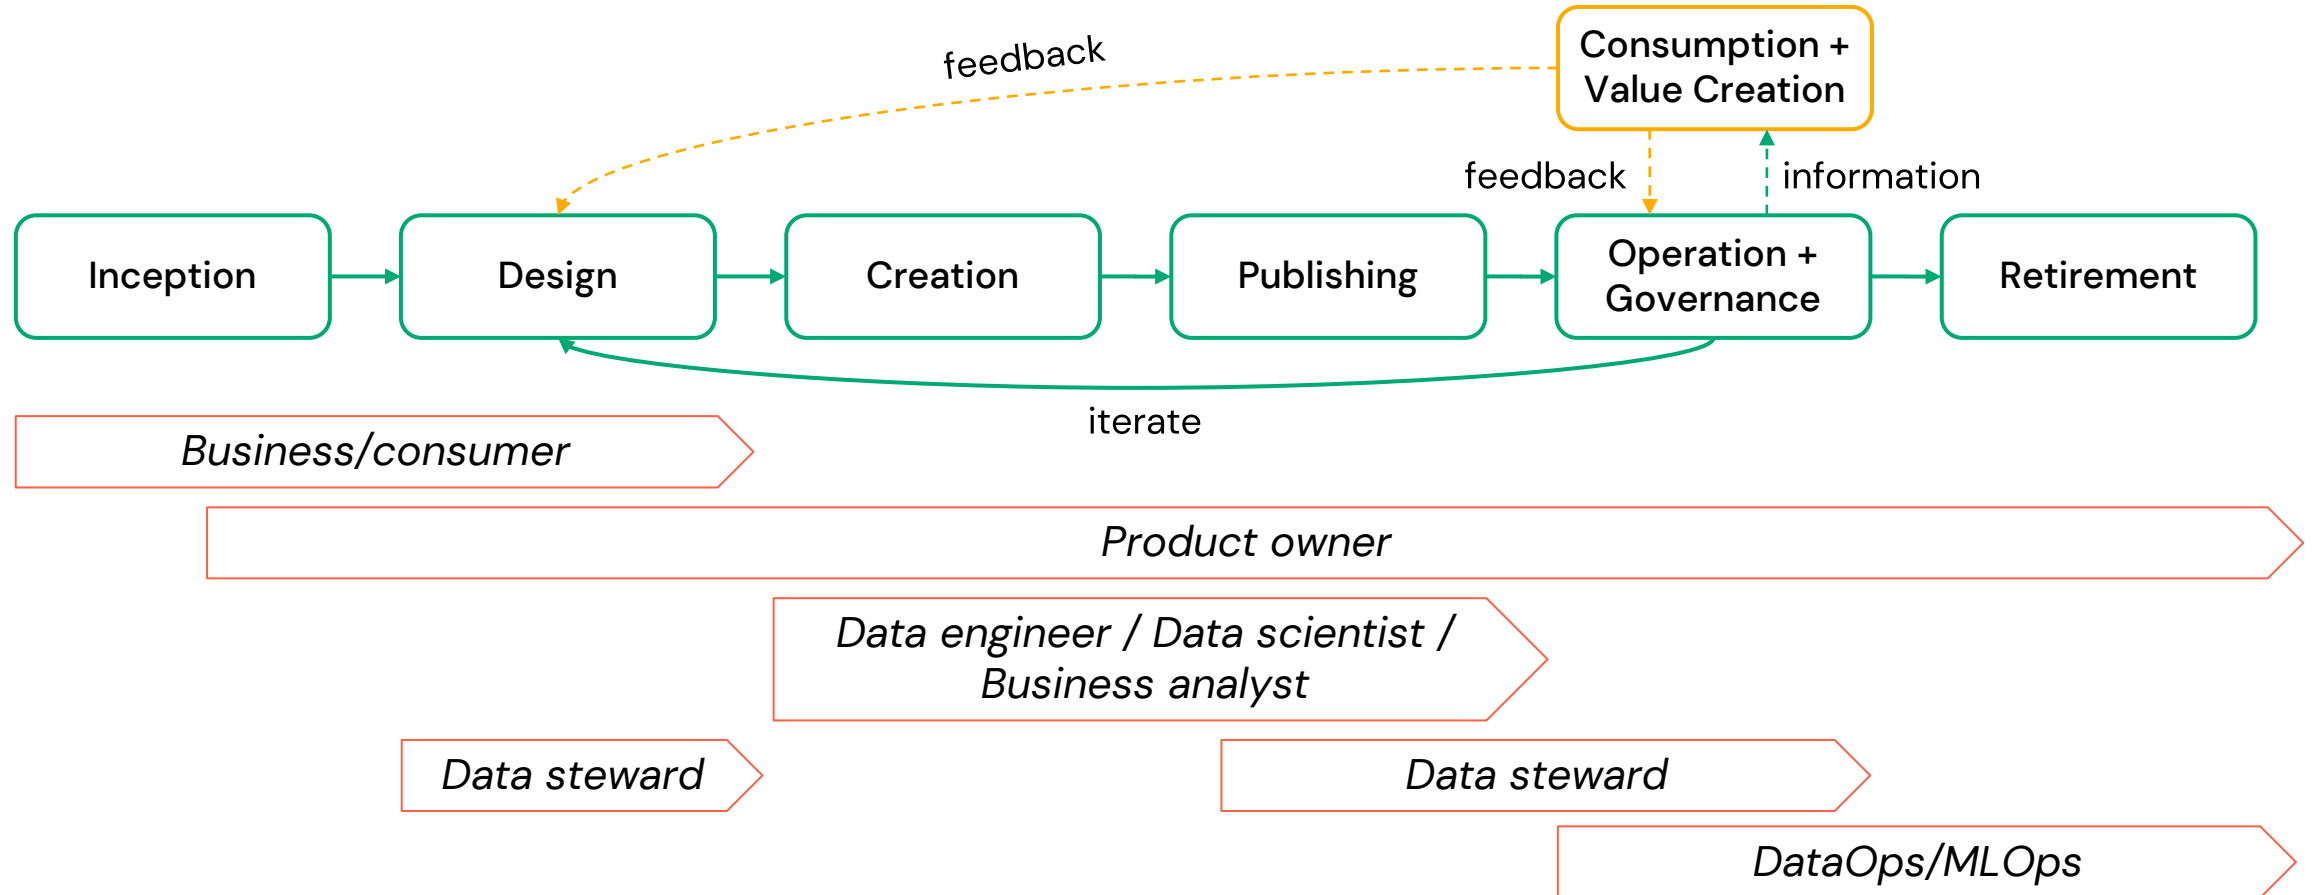 feedback
Consumption +
Value Creation
feedback
information
Inception
Design
Creation
Publishing
Operation +
Governance
Retirement
iterate
Business/consumer
Product owner
Data engineer / Data scientist /
Business analyst
Data steward
Data steward
DataOps/MLOps